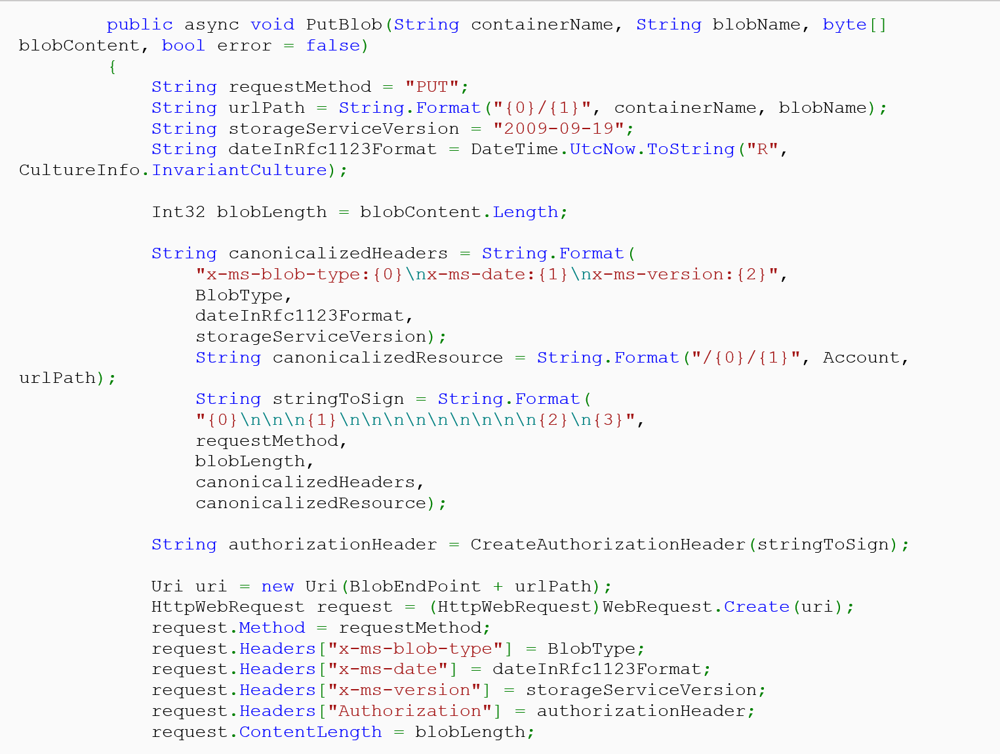 public async void PutBlob(String containerName, String blobName, byte[]
blobContent, bool error = false)
{
String requestMethod = "PUT";
String urlPath = String.Format("{0}/{1}", containerName, blobName);
String storageServiceVersion = "2009-09-19";
String dateInRfc1123Format = DateTime.UtcNow.ToString("R",
CultureInfo.InvariantCulture);
Int32 blobLength = blobContent.Length;
String canonicalizedHeaders = String.Format(
"x-ms-blob-type:{0}\nx-ms-date:{1}\nx-ms-version:{2}",
BlobType,
dateInRfc1123Format,
storageServiceVersion);
String canonicalizedResource = String.Format("/{0}/{1}", Account,
urlPath);
String stringToSign = String.Format(
"{0}\n\n\n{1}\n\n\n\n\n\n\n\n\n{2}\n{3}",
requestMethod,
blobLength,
canonicalizedHeaders,
canonicalizedResource);
String authorizationHeader = CreateAuthorizationHeader(stringToSign);
Uri uri = new Uri(BlobEndPoint + urlPath);
HttpWebRequest request = (HttpWebRequest)WebRequest.Create(uri);
request.Method = requestMethod;
request.Headers["x-ms-blob-type"] = BlobType;
request.Headers["x-ms-date"] = dateInRfc1123Format;
request.Headers["x-ms-version"] = storageServiceVersion;
request.Headers["Authorization"] = authorizationHeader;
request.ContentLength = blobLength;